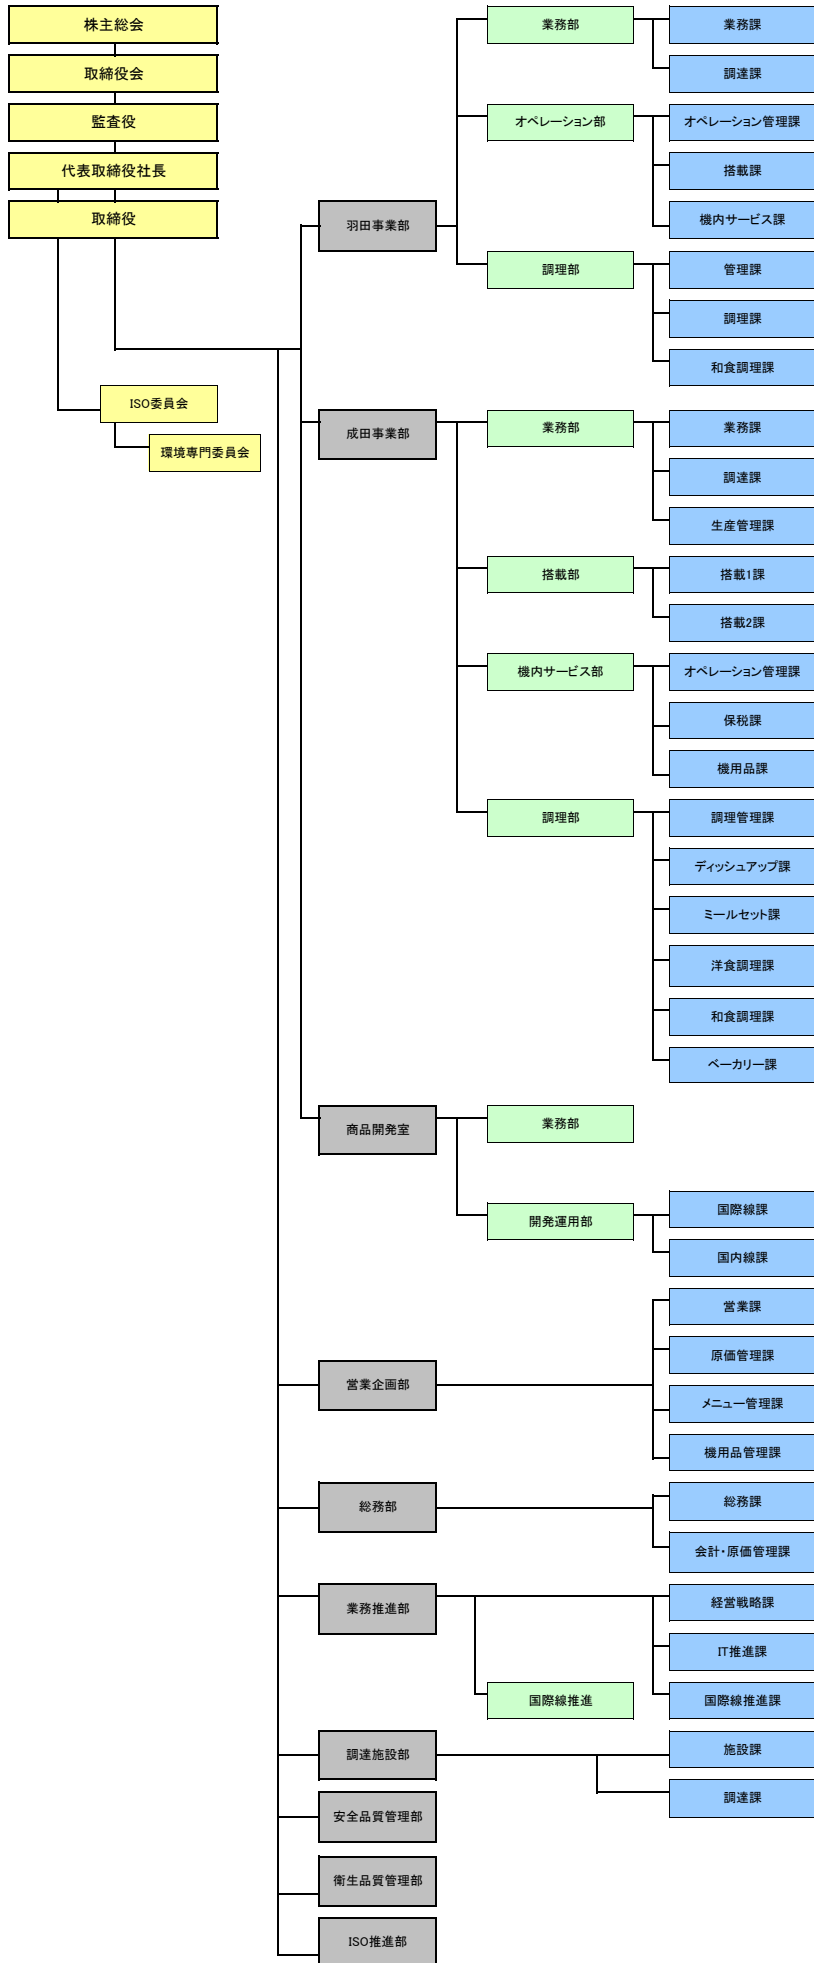 株主総会
取締役会
監査役
代表取締役社長
取締役
ISO委員会
環境専門委員会
羽田事業部
業務部
業務課
調達課
オペレーション部
オペレーション管理課
搭載課
機内サービス課
調理部
管理課
調理課
和食調理課
成田事業部
業務部
業務課
調達課
生産管理課
搭載部
搭載1課
搭載2課
機内サービス部
オペレーション管理課
保税課
機用品課
調理部
調理管理課
ディッシュアップ課
ミールセット課
洋食調理課
和食調理課
ベーカリー課
商品開発室
業務部
開発運用部
国際線課
国内線課
営業企画部
営業課
原価管理課
メニュー管理課
機用品管理課
総務部
総務課
会計・原価管理課
業務推進部
経営戦略課
IT推進課
国際線推進
国際線推進課
調達施設部
施設課
調達課
安全品質管理部
衛生品質管理部
ISO推進部